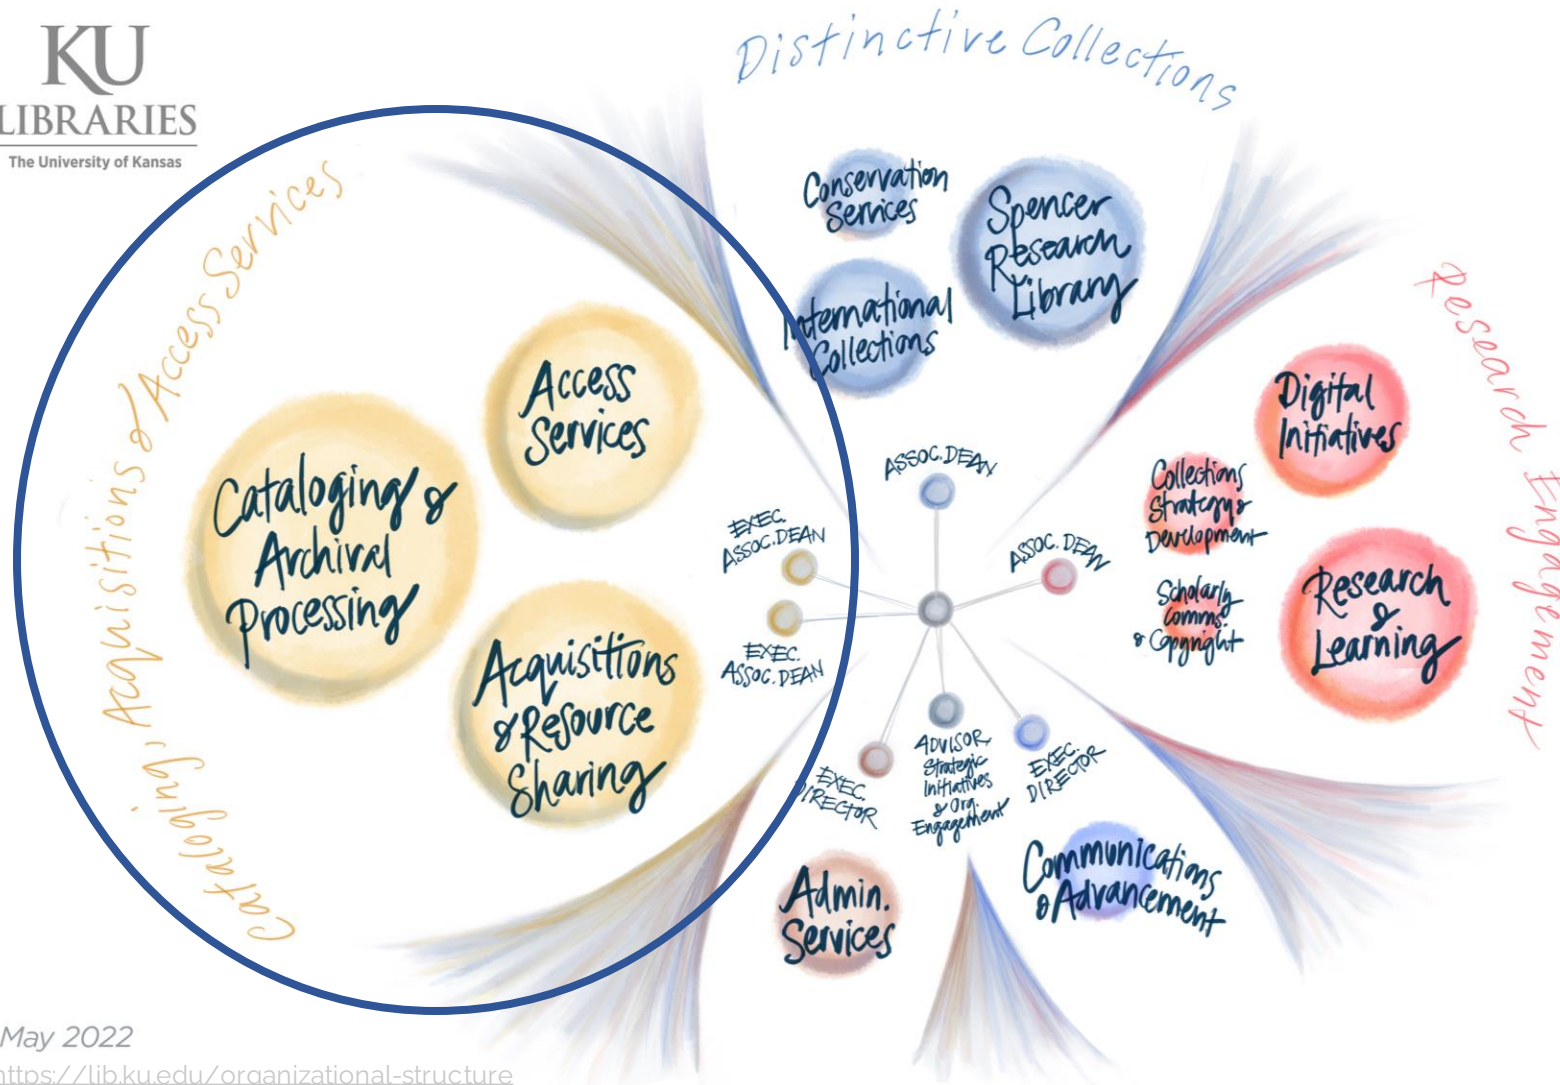 KU
LIBRARIES
The University of Kansas
Distinctive Collections
Conservation
Services
Spencer
Research
Library
International
Collections
Cataloging, Acquisitions & Access Services
Access
Services
Cataloging &
Archival
Processing
Acquisitions
& Resource
Sharing
EXEC.
ASSOC. DEAN
EXEC.
ASSOC. DEAN
ASSOC. DEAN
ASSOC. DEAN
Research Engagement
Digital
Initiatives
Collections
Strategy &
Development
Scholarly
Comms.
& Copyright
Research
&
Learning
EXEC.
DIRECTOR
ADVISOR,
Strategic
Initiatives
& Org.
Engagement
EXEC.
DIRECTOR
Admin.
Services
Communications
& Advancement
May 2022
https://lib.ku.edu/organizational-structure